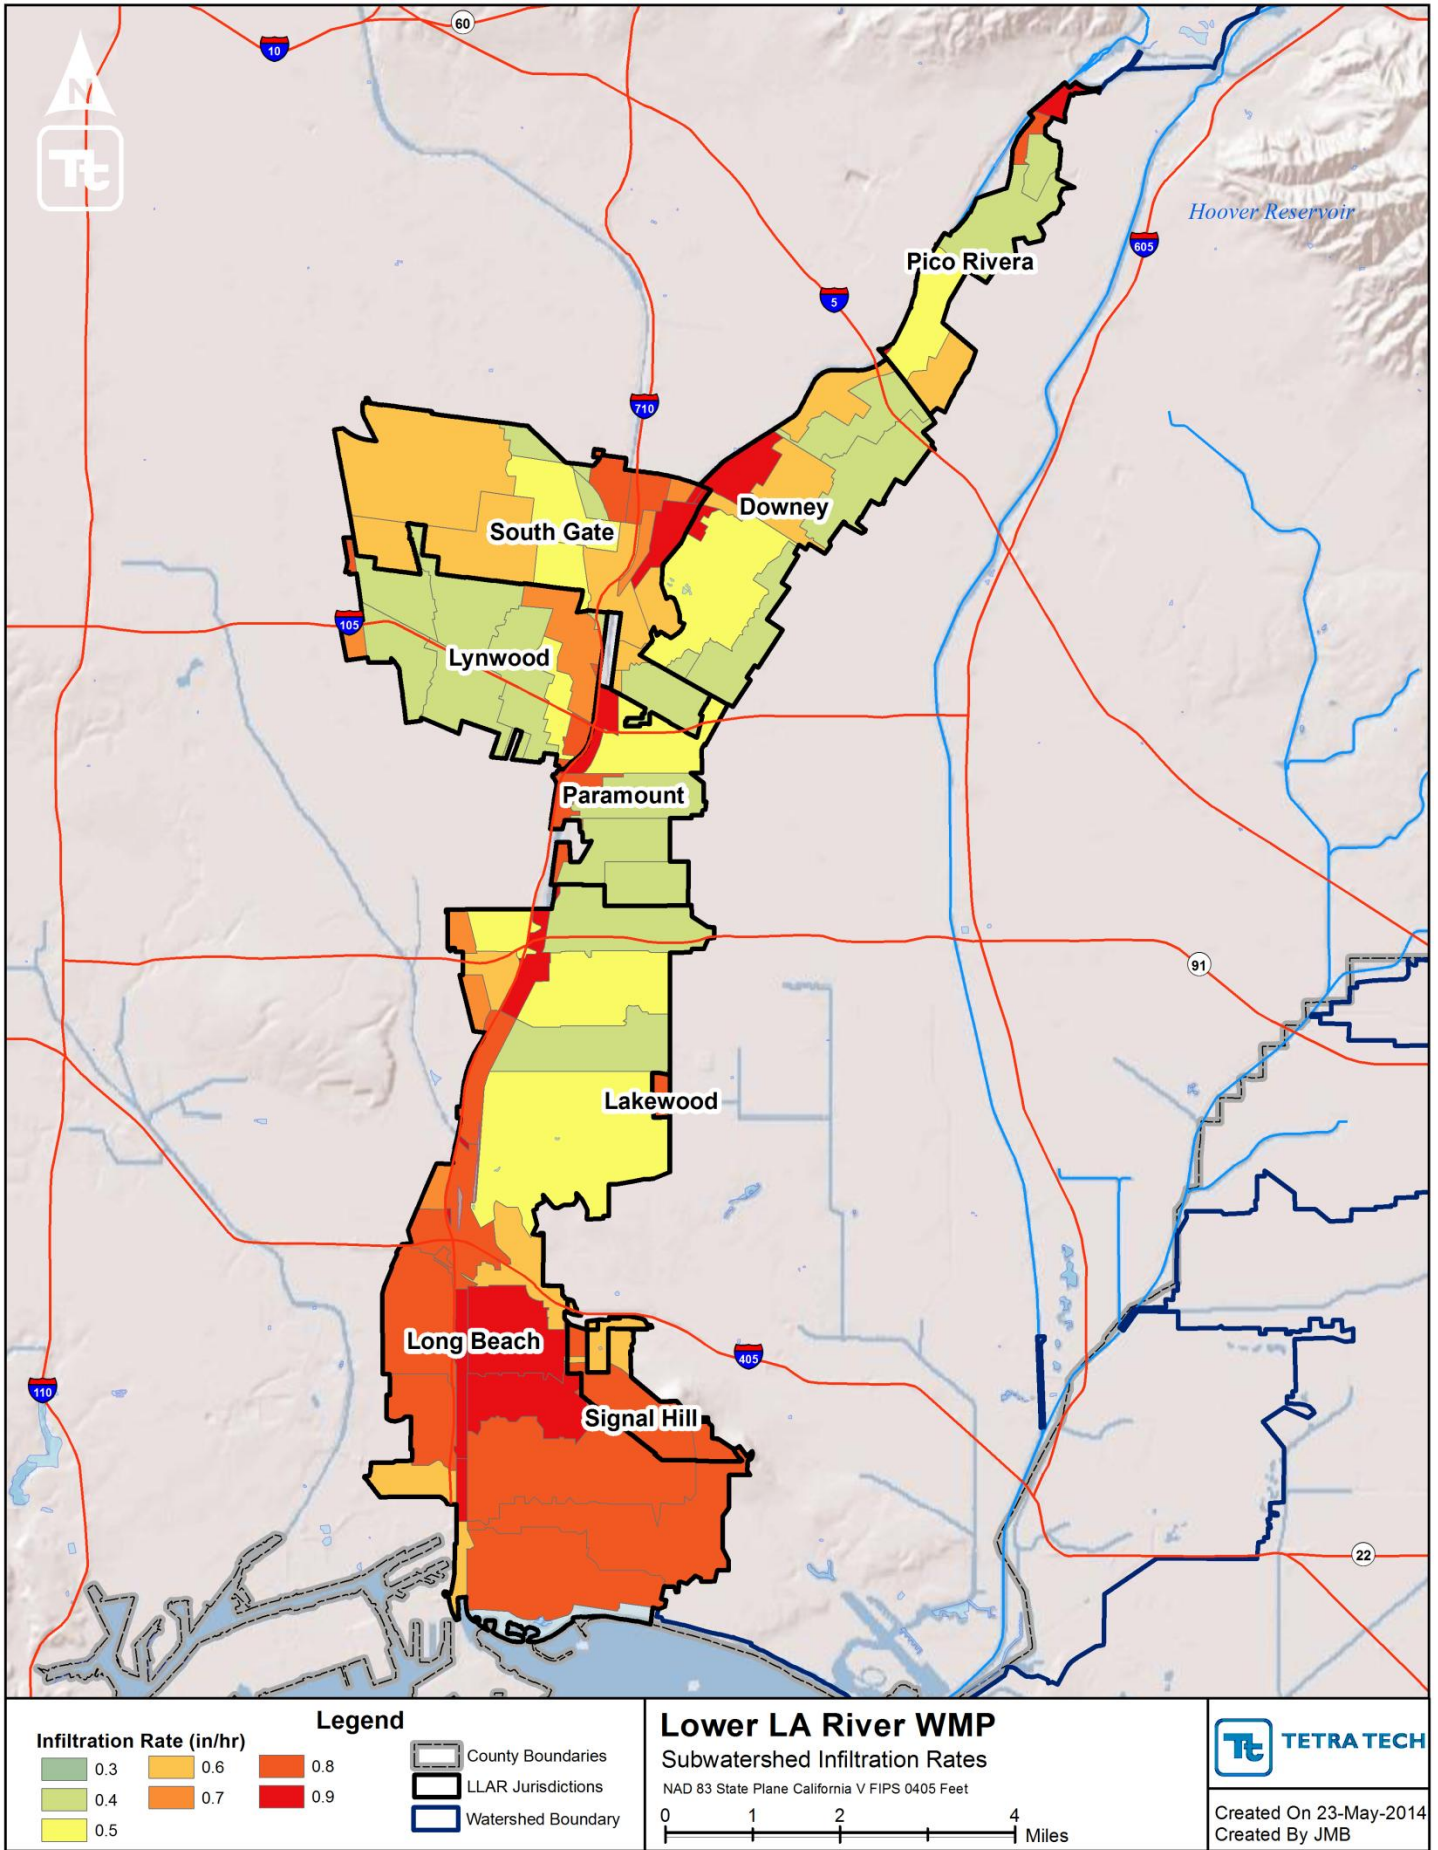 60
10
N
Tt
Hoover Reservoir
605
Pico Rivera
5
710
Downey
South Gate
105
Lynwood
Paramount
91
Lakewood
Long Beach
405
110
Signal Hill
22
Legend
Infiltration Rate (in/hr)
0.3
0.4
0.5
0.6
0.7
0.8
0.9
County Boundaries
LLAR Jurisdictions
Watershed Boundary
Lower LA River WMP
Subwatershed Infiltration Rates
NAD 83 State Plane California V FIPS 0405 Feet
0 1 2 4
Miles
Tt TETRA TECH
Created On 23-May-2014
Created By JMB